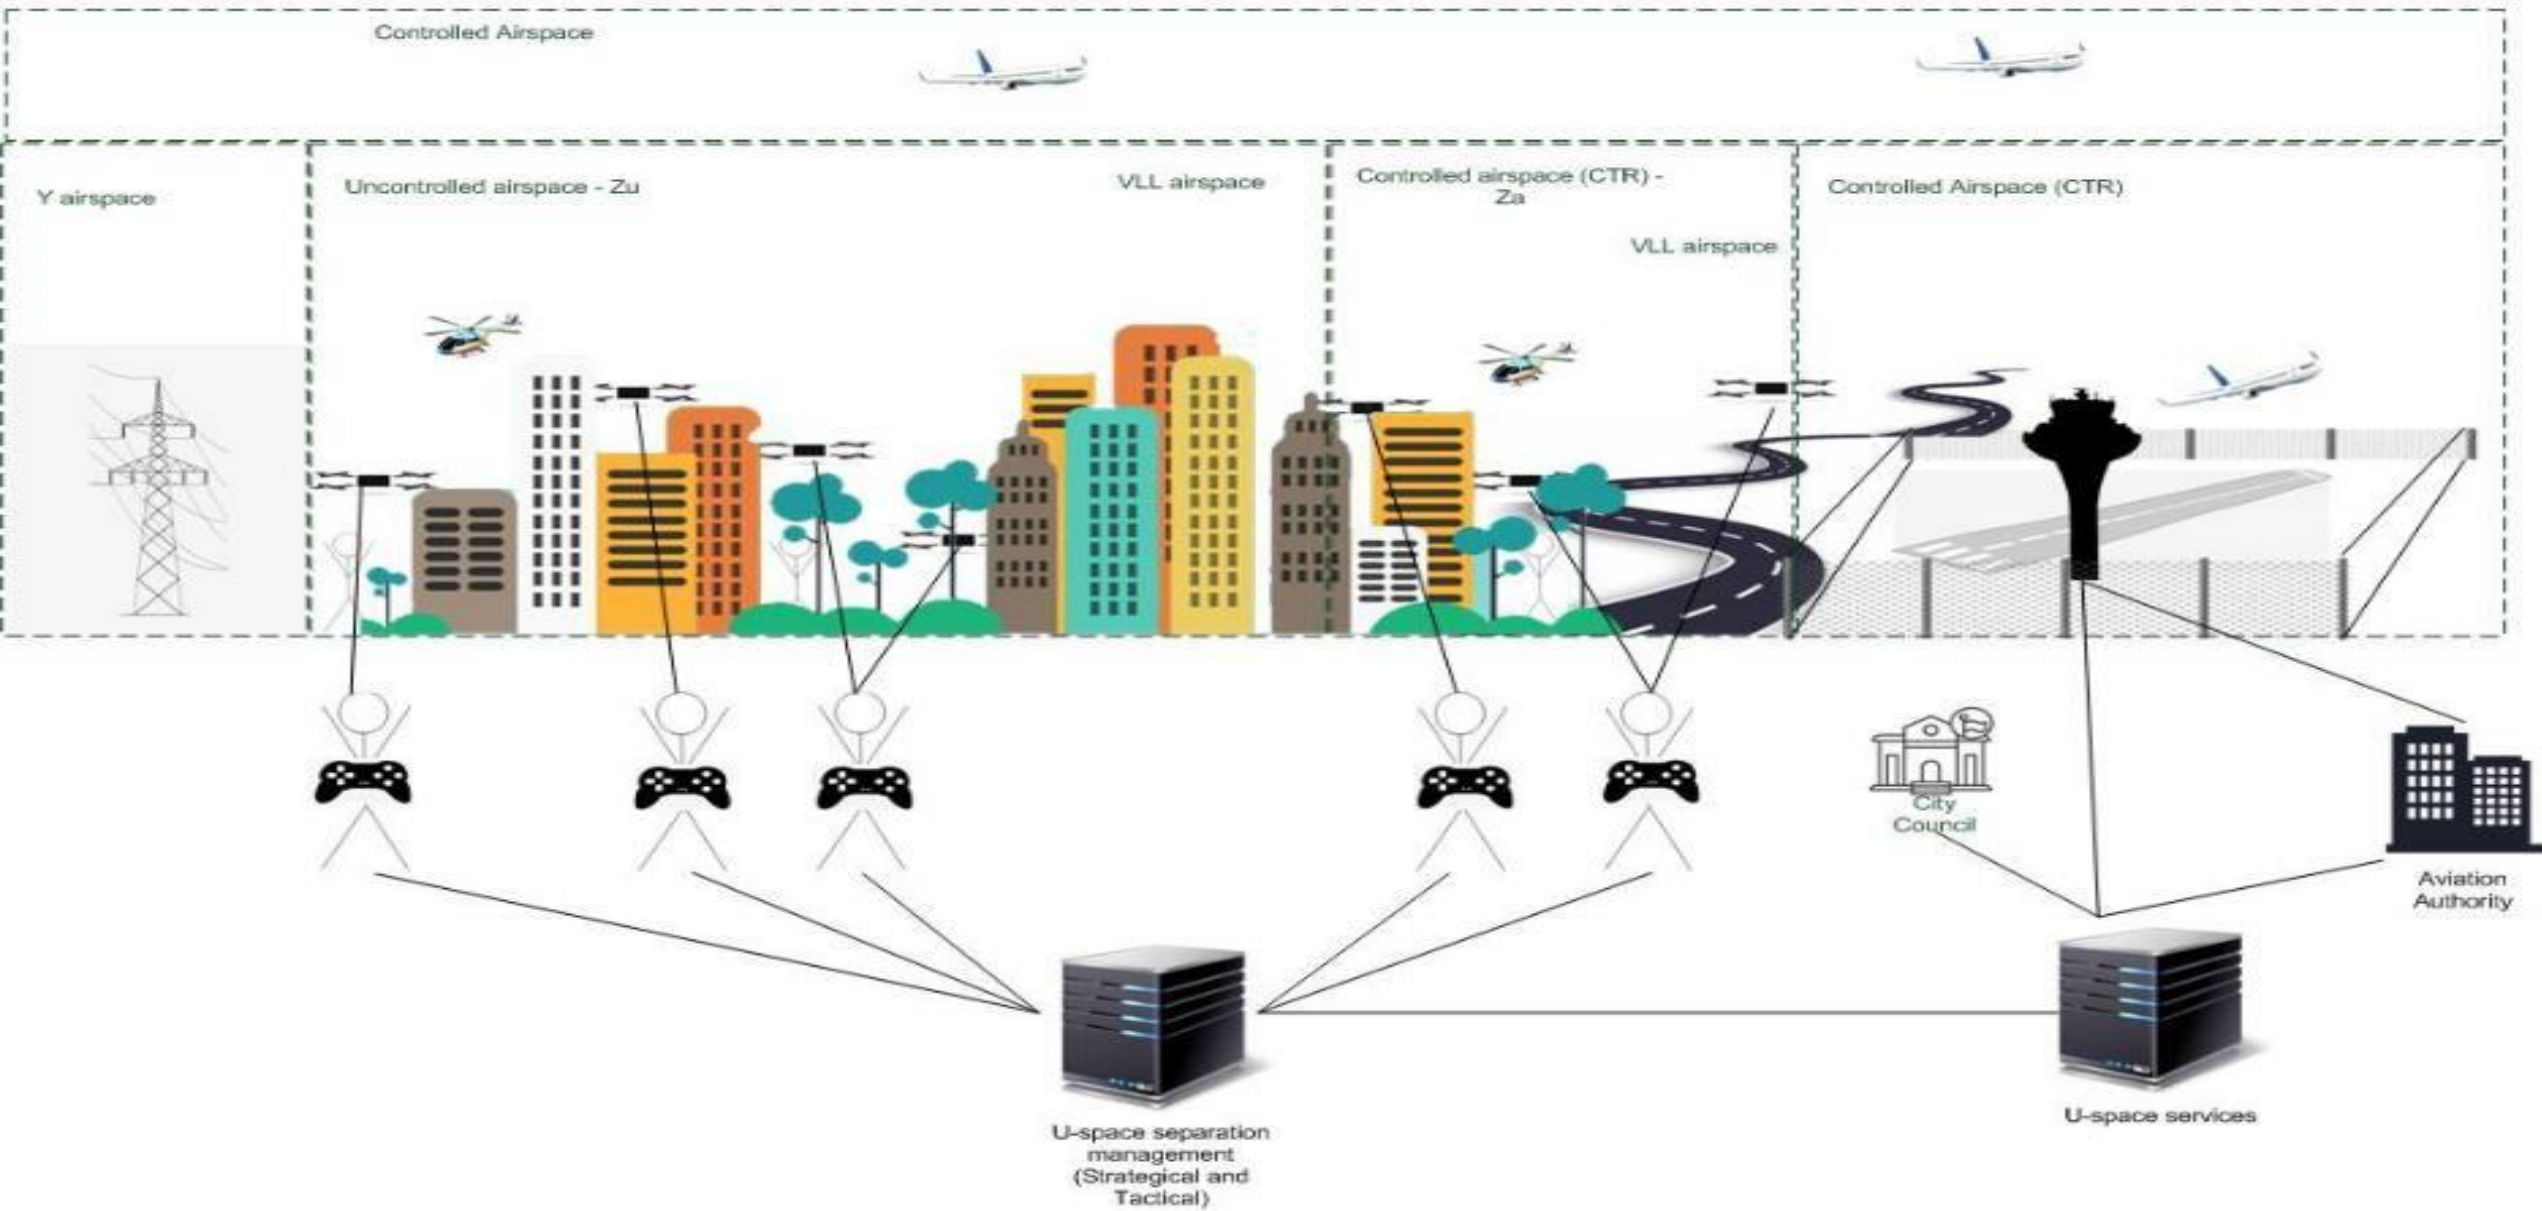 Controlled Airspace
Y airspace
Uncontrolled airspace - Zu
VLL airspace
Controlled airspace (CTR) -
Za
VLL airspace
Controlled Airspace (CTR)
City
Council
Aviation
Authority
U-space separation
management
(Strategical and
Tactical)
U-space services